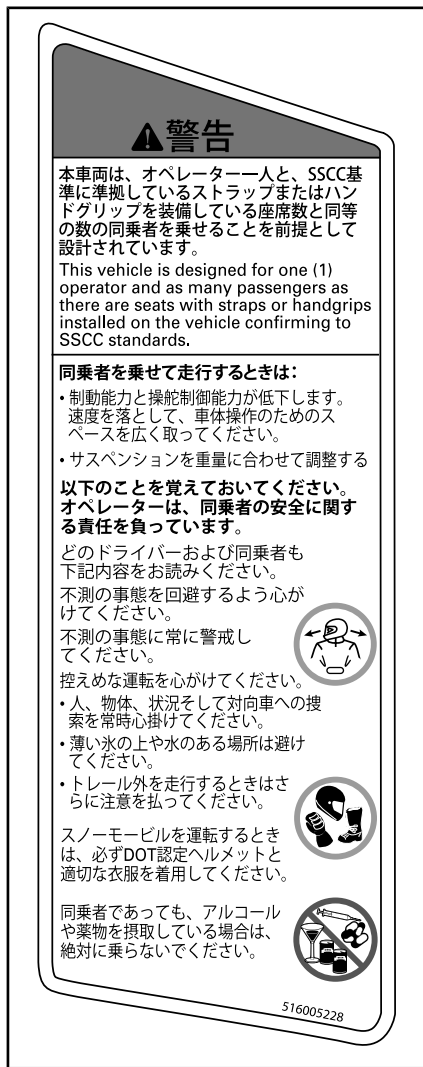 警告
本車両は、オペレーター一人と、SSCC基
準に準拠しているストラップまたはハン
ドグリップを装備している座席数と同等
の数の同乗者を乗せることを前提として
設計されています。
This vehicle is designed for one (1)
operator and as many passengers as
there are seats with straps or handgrips
installed on the vehicle confirming to
SSCC standards.
同乗者を乗せて走行するときは：
・制動能力と操舵制御能力が低下します。
速度を落として、車体操作のためのス
ペースを広く取ってください。
・サスペンションを重量に合わせて調整する
以下のことを覚えておいてください。
オペレーターは、同乗者の安全に関す
る責任を負っています。
どのドライバーおよび同乗者も
下記内容をお読みください。
不測の事態を回避するよう心が
けてください。
不測の事態に常に警戒し
てください。
控えめな運転を心がけてください。
・人、物体、状況そして対向車への捜
索を常時心掛けてください。
・薄い氷の上や水のある場所は避け
てください。
・トレール外を走行するときはさ
らに注意を払ってください。
スノーモービルを運転するとき
は、必ずDOT認定ヘルメットと
適切な衣服を着用してください。
同乗者であっても、アルコール
や薬物を摂取している場合は、
絶対に乗らないでください。
516005228